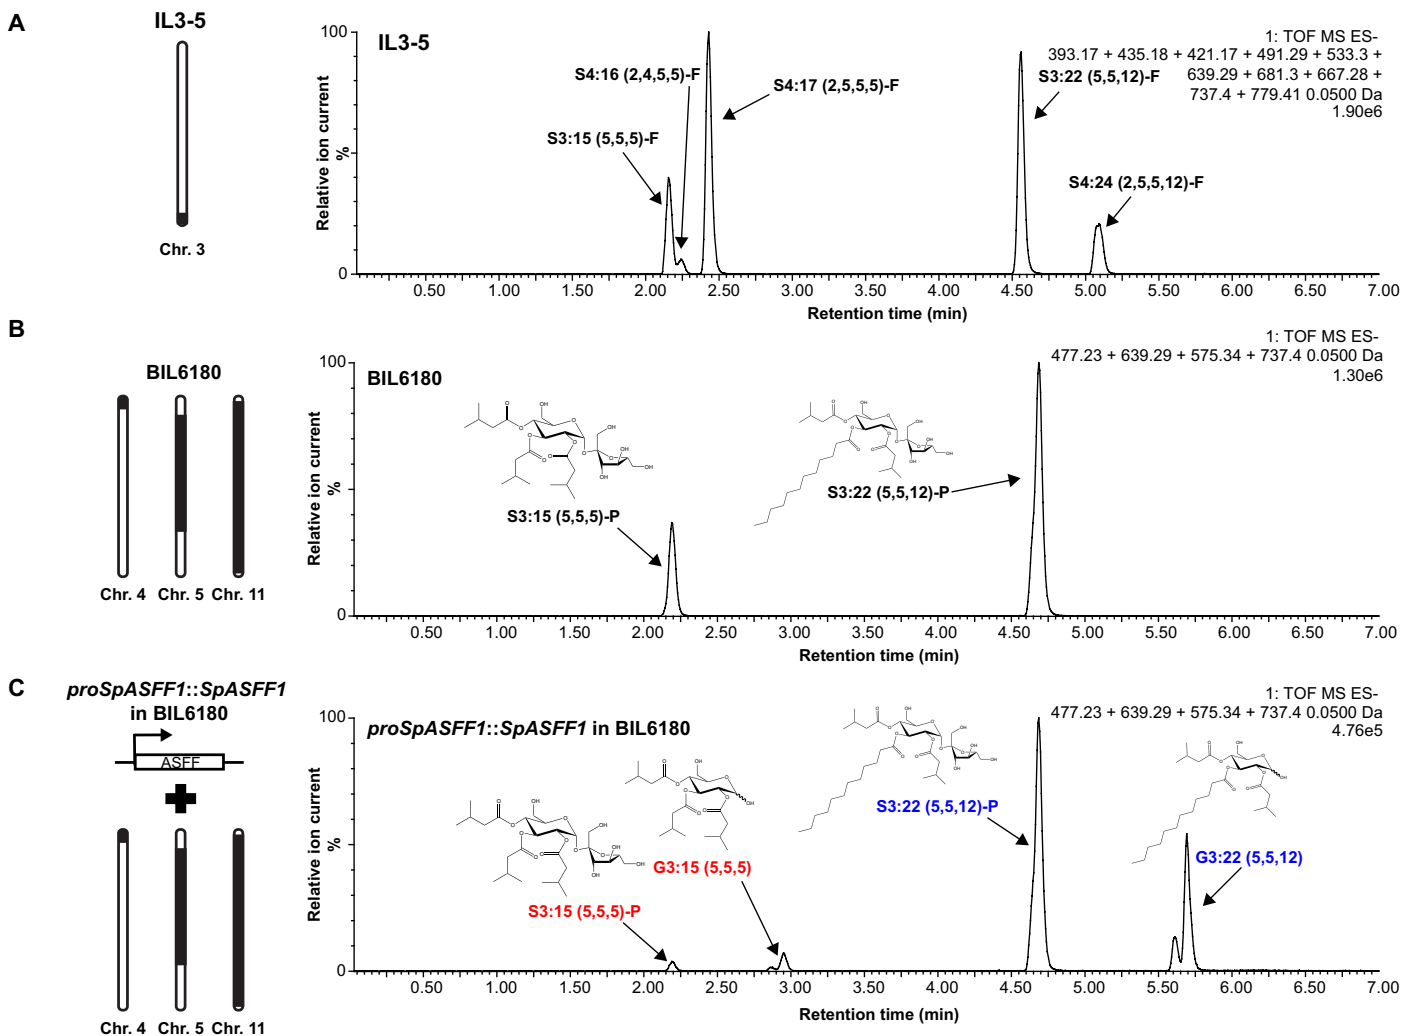 A
IL3-5
Chr. 3
IL3-5
1: TOF MS ES-
393.17 + 435.18 + 421.17 + 491.29 + 533.3 +
639.29 + 681.3 + 667.28 +
737.4 + 779.41 0.0500 Da
1.90e6
S4:16 (2,4,5,5)-F
S4:17 (2,5,5,5)-F
S3:22 (5,5,12)-F
S3:15 (5,5,5)-F
S4:24 (2,5,5,12)-F
Relative ion current
%
100
0
0.50 1.00 1.50 2.00 2.50 3.00 3.50 4.00 4.50 5.00 5.50 6.00 6.50 7.00
Retention time (min)
B
BIL6180
Chr. 4 Chr. 5 Chr. 11
BIL6180
1: TOF MS ES-
477.23 + 639.29 + 575.34 + 737.4 0.0500 Da
1.30e6
S3:15 (5,5,5)-P
S3:22 (5,5,12)-P
Relative ion current
%
100
0
0.50 1.00 1.50 2.00 2.50 3.00 3.50 4.00 4.50 5.00 5.50 6.00 6.50 7.00
Retention time (min)
C
proSpASFF1::SpASFF1
in BIL6180
ASFF
Chr. 4 Chr. 5 Chr. 11
proSpASFF1::SpASFF1 in BIL6180
1: TOF MS ES-
477.23 + 639.29 + 575.34 + 737.4 0.0500 Da
4.76e5
S3:15 (5,5,5)-P
G3:15 (5,5,5)
S3:22 (5,5,12)-P
G3:22 (5,5,12)
Relative ion current
%
100
0
0.50 1.00 1.50 2.00 2.50 3.00 3.50 4.00 4.50 5.00 5.50 6.00 6.50 7.00
Retention time (min)